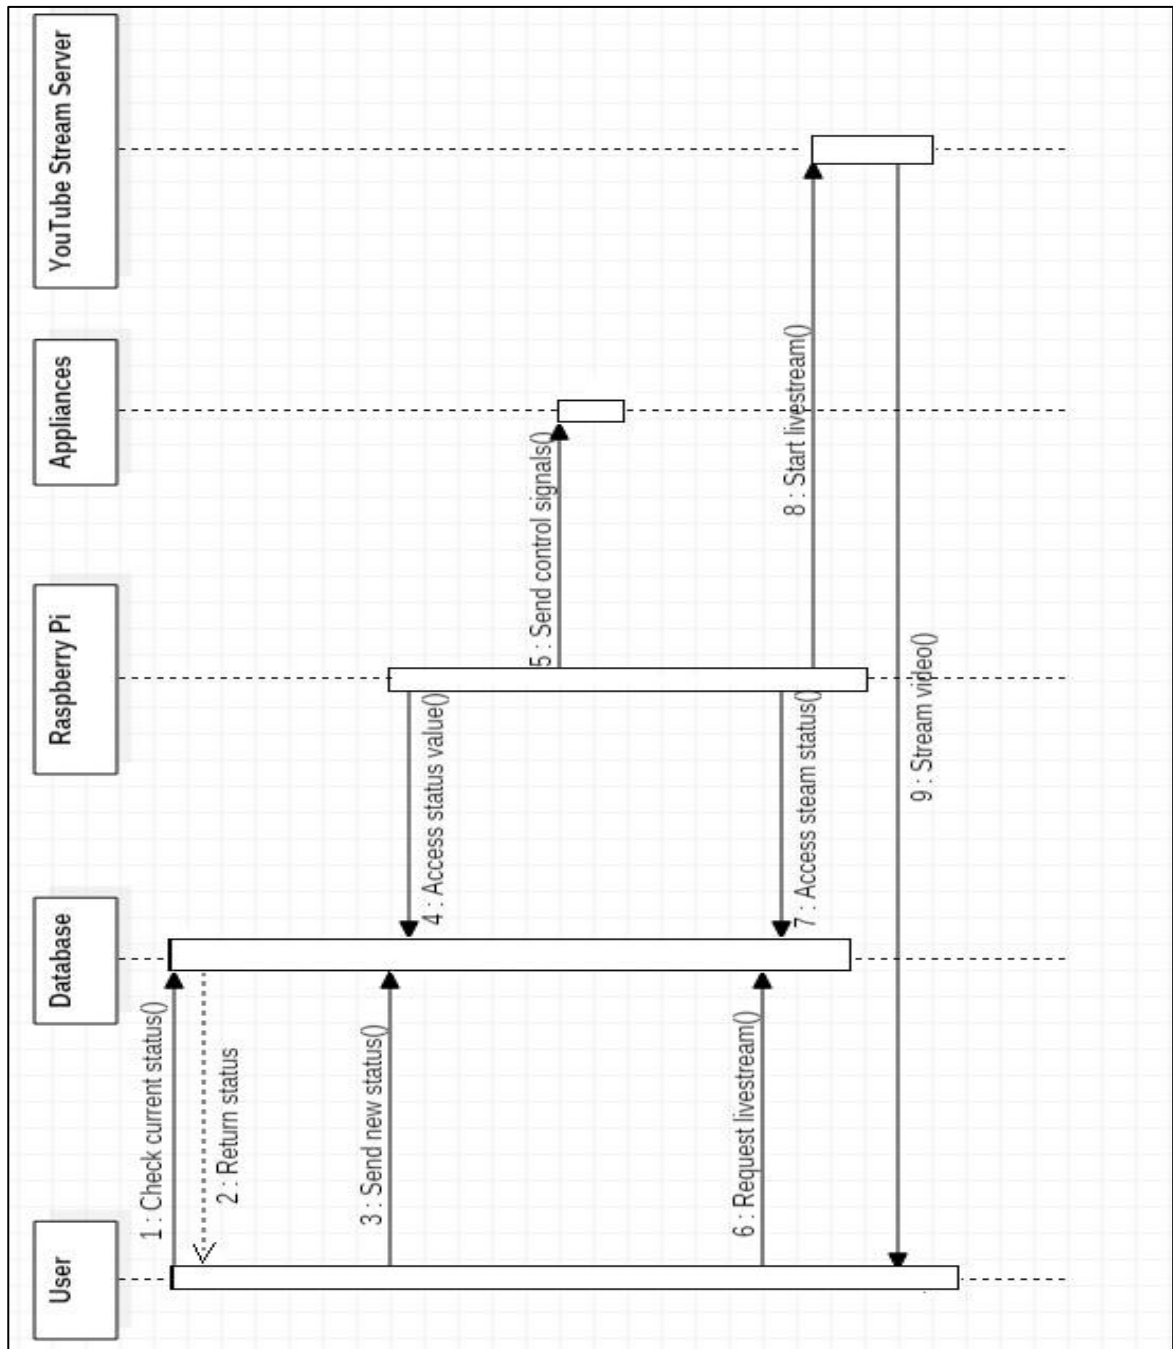 User
Database
Raspberry Pi
Appliances
YouTube Stream Server
1 : Check current status()
2 : Return status
3 : Send new status()
4 : Access status value()
5 : Send control signals()
6 : Request livestream()
7 : Access steam status()
8 : Start livestream()
9 : Stream video()